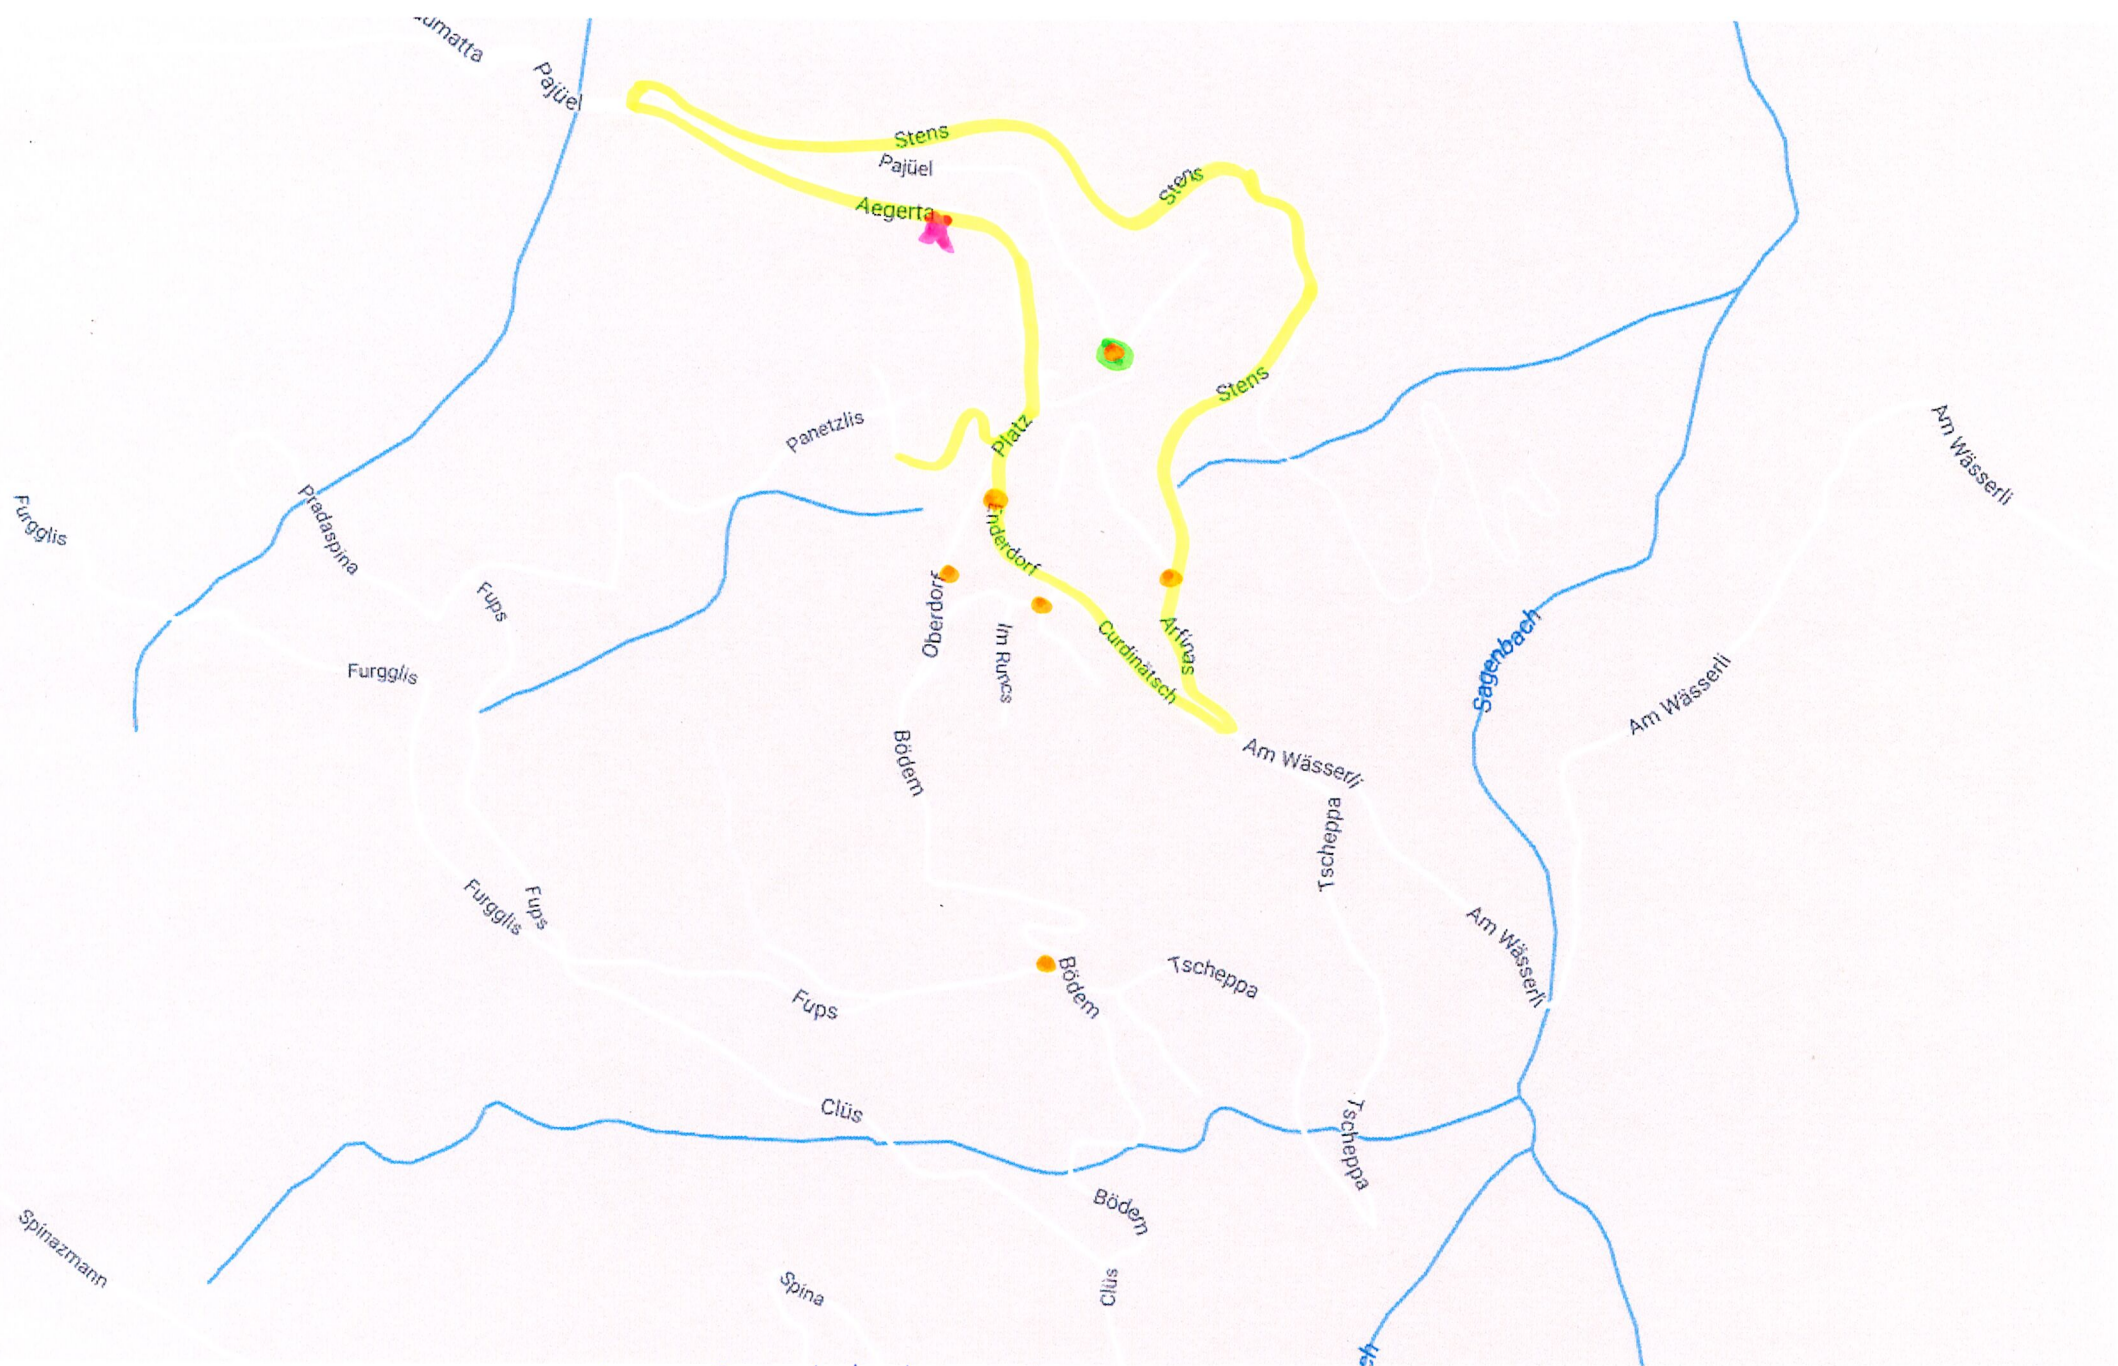 Pajüel
Stens
Pajüel
Stens
Aegerta
Stens
Am Wässerli
Panetzlis
Platz
Pradaspina
Furgglis
Enderdorf
Fups
Oberdorf
Im Runcs
Curdinätsch
Arfinas
Sagenbach
Furgglis
Am Wässerli
Bödem
Am Wässerli
Tscheppa
Furgglis
Fups
Am Wässerli
Fups
Bödem
Tscheppa
Clüs
Tscheppa
Bödem
Spinazmann
Spina
Clüs